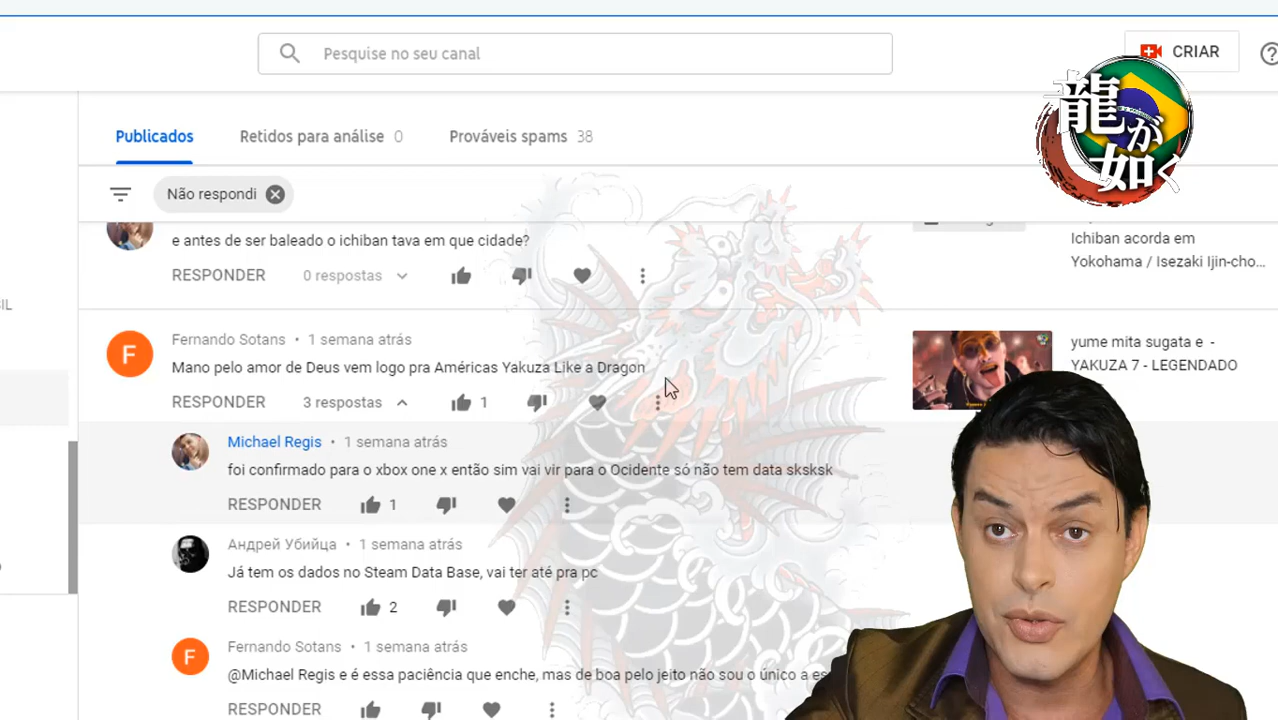 Pesquise no seu canal
CRIAR
龍が如く
Publicados
Retidos para análise 0
Prováveis spams 38
Não respondi
e antes de ser baleado o ichiban tava em que cidade?
RESPONDER 0 respostas
Ichiban acorda em
Yokohama / Isezaki Ijin-cho...
Fernando Sotans • 1 semana atrás
Mano pelo amor de Deus vem logo pra Américas Yakuza Like a Dragon
RESPONDER 3 respostas 1
yume mita sugata e -
YAKUZA 7 - LEGENDADO
F
Michael Regis • 1 semana atrás
foi confirmado para o xbox one x então sim vai vir para o Ocidente só não tem data sksksk
RESPONDER 1
Андрей Убийца • 1 semana atrás
Já tem os dados no Steam Data Base, vai ter até pra pc
RESPONDER 2
F
Fernando Sotans • 1 semana atrás
@Michael Regis e é essa paciência que enche, mas de boa pelo jeito não sou o único a
RESPONDER